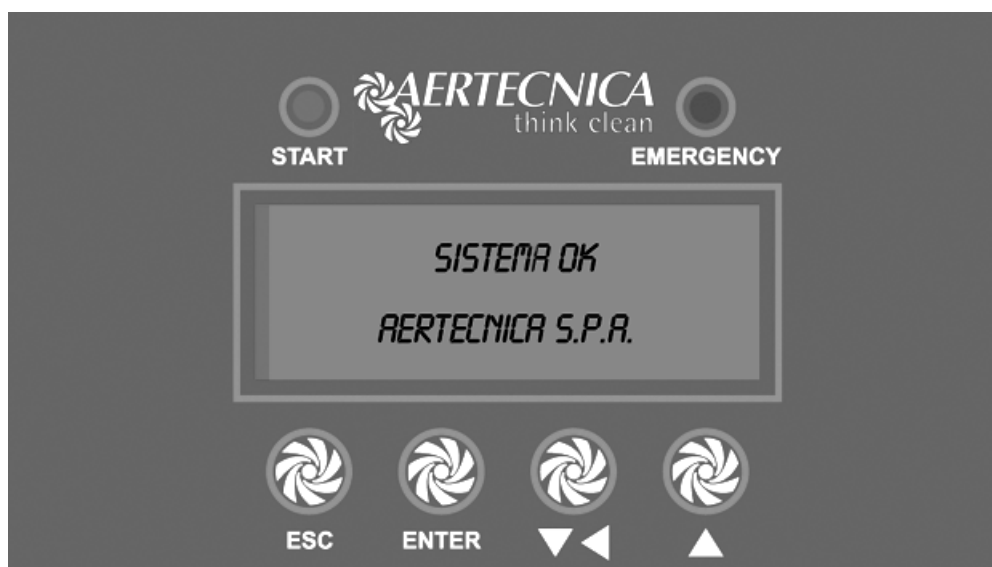 AERTECNICA
think clean
START
EMERGENCY
SISTEMA OK
AERTECNICA S.P.A.
ESC
ENTER